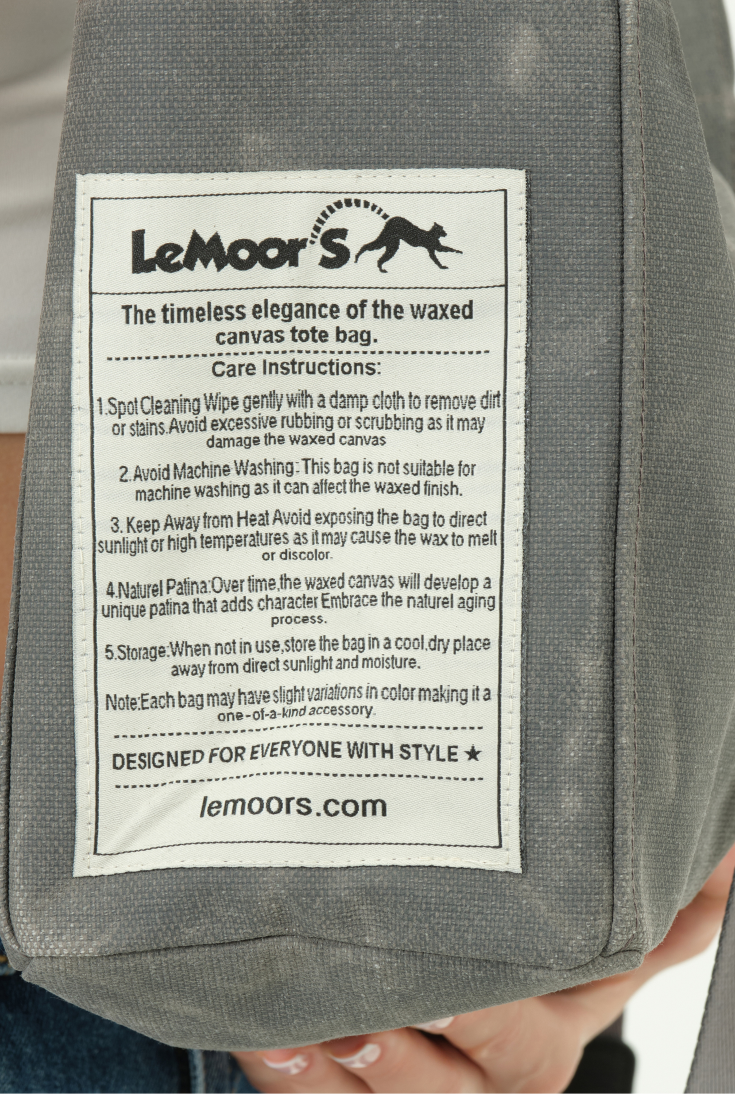 LeMoor'S
The timeless elegance of the waxed
canvas tote bag.
Care Instructions:
1.Spot Cleaning Wipe gently with a damp cloth to remove dirt
or stains.Avoid excessive rubbing or scrubbing as it may
damage the waxed canvas
2.Avoid Machine Washing:This bag is not suitable for
machine washing as it can affect the waxed finish.
3. Keep Away from Heat Avoid exposing the bag to direct
sunlight or high temperatures as it may cause the wax to melt
or discolor.
4.Naturel Patina:Over time,the waxed canvas will develop a
unique patina that adds character Embrace the naturel aging
process.
5.Storage:When not in use,store the bag in a cool.dry place
away from direct sunlight and moisture.
Note:Each bag may have slight variations in color making it a
one-of-a-kind accessory.
DESIGNED FOR EVERYONE WITH STYLE ★
lemoors.com